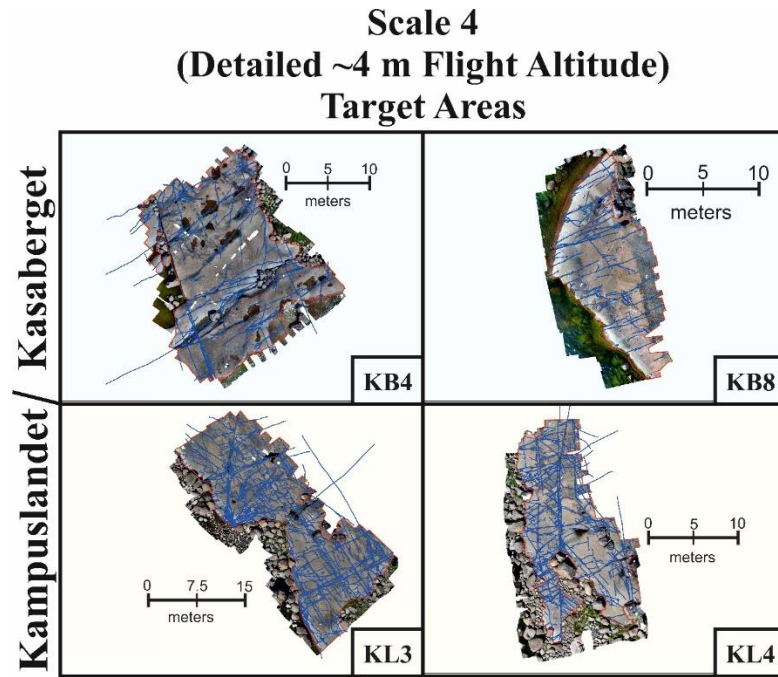 Scale 4
(Detailed ~4 m Flight Altitude)
Target Areas
Kampuslandet / Kasaberget
0 5 10
meters
KB4
0 5 10
meters
KB8
0 7.5 15
meters
KL3
0 5 10
meters
KL4